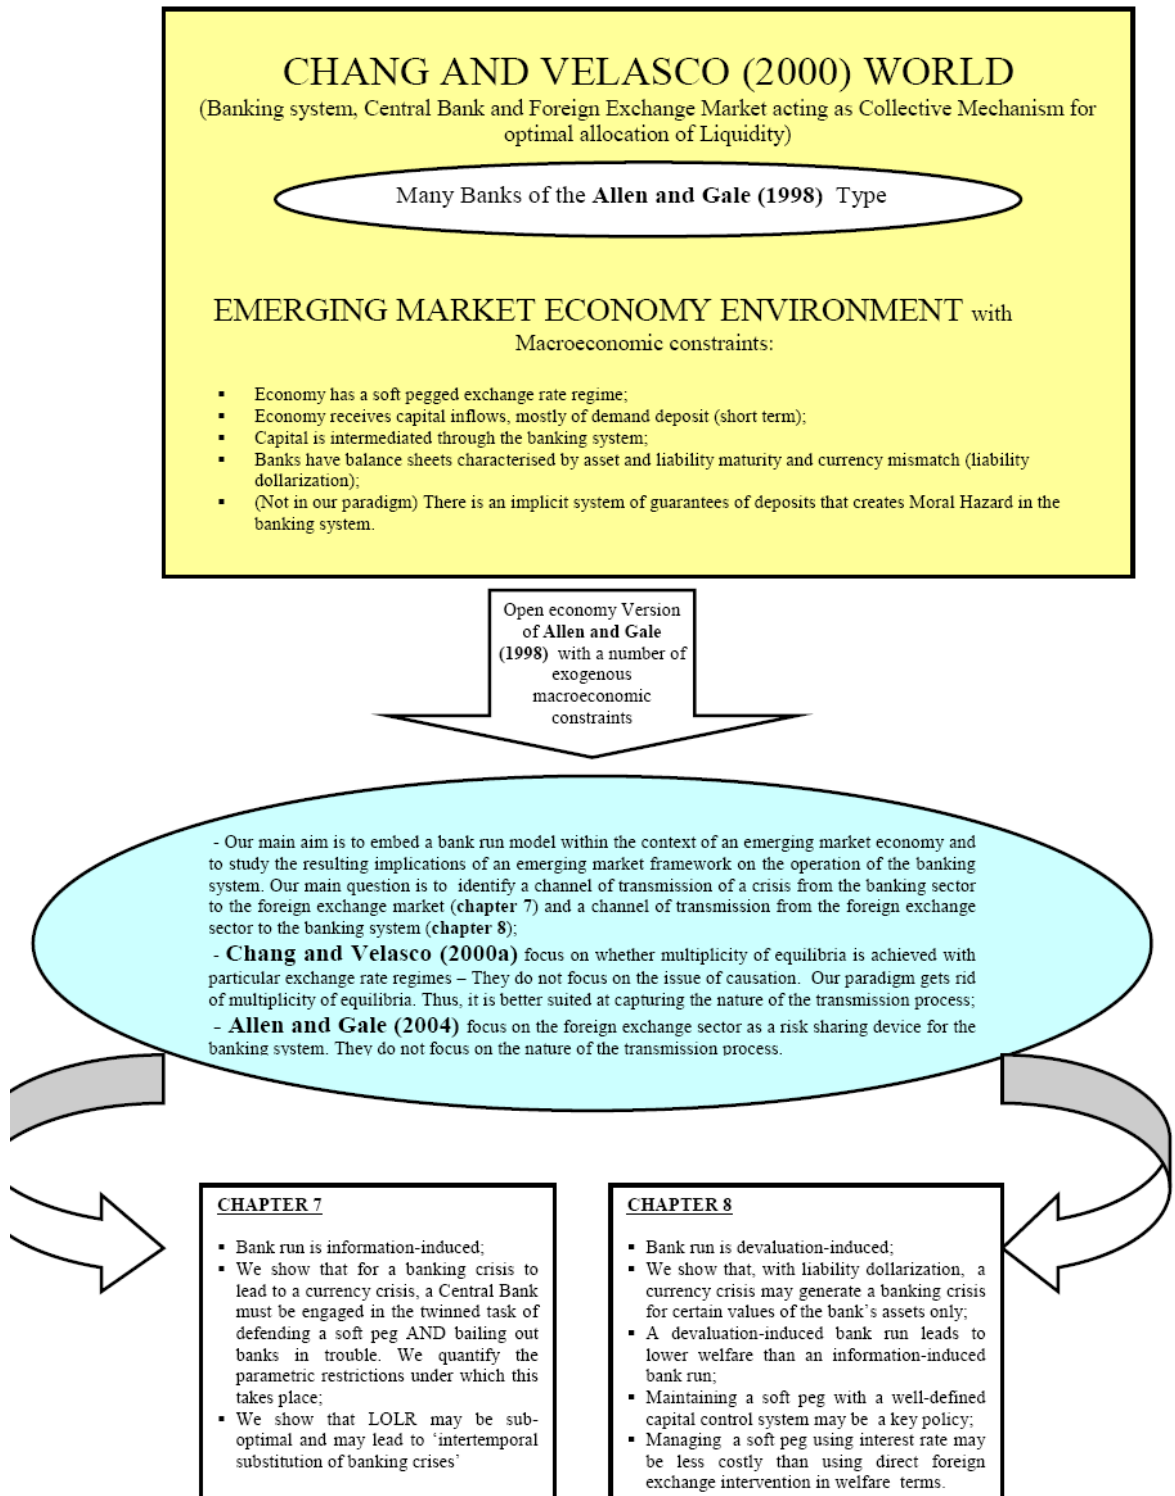 CHANG AND VELASCO (2000) WORLD
(Banking system, Central Bank and Foreign Exchange Market acting as Collective Mechanism for
optimal allocation of Liquidity)
Many Banks of the Allen and Gale (1998) Type
EMERGING MARKET ECONOMY ENVIRONMENT with
Macroeconomic constraints:
▪ Economy has a soft pegged exchange rate regime;
▪ Economy receives capital inflows, mostly of demand deposit (short term);
▪ Capital is intermediated through the banking system;
▪ Banks have balance sheets characterised by asset and liability maturity and currency mismatch (liability
dollarization);
▪ (Not in our paradigm) There is an implicit system of guarantees of deposits that creates Moral Hazard in the
banking system.
Open economy Version
of Allen and Gale
(1998) with a number of
exogenous
macroeconomic
constraints
- Our main aim is to embed a bank run model within the context of an emerging market economy and
to study the resulting implications of an emerging market framework on the operation of the banking
system. Our main question is to identify a channel of transmission of a crisis from the banking sector
to the foreign exchange market (chapter 7) and a channel of transmission from the foreign exchange
sector to the banking system (chapter 8);
- Chang and Velasco (2000a) focus on whether multiplicity of equilibria is achieved with
particular exchange rate regimes – They do not focus on the issue of causation. Our paradigm gets rid
of multiplicity of equilibria. Thus, it is better suited at capturing the nature of the transmission process;
- Allen and Gale (2004) focus on the foreign exchange sector as a risk sharing device for the
banking system. They do not focus on the nature of the transmission process.
CHAPTER 7
▪ Bank run is information-induced;
▪ We show that for a banking crisis to
lead to a currency crisis, a Central Bank
must be engaged in the twinned task of
defending a soft peg AND bailing out
banks in trouble. We quantify the
parametric restrictions under which this
takes place;
▪ We show that LOLR may be sub-
optimal and may lead to ‘intertemporal
substitution of banking crises’
CHAPTER 8
▪ Bank run is devaluation-induced;
▪ We show that, with liability dollarization, a
currency crisis may generate a banking crisis
for certain values of the bank’s assets only;
▪ A devaluation-induced bank run leads to
lower welfare than an information-induced
bank run;
▪ Maintaining a soft peg with a well-defined
capital control system may be a key policy;
▪ Managing a soft peg using interest rate may
be less costly than using direct foreign
exchange intervention in welfare terms.